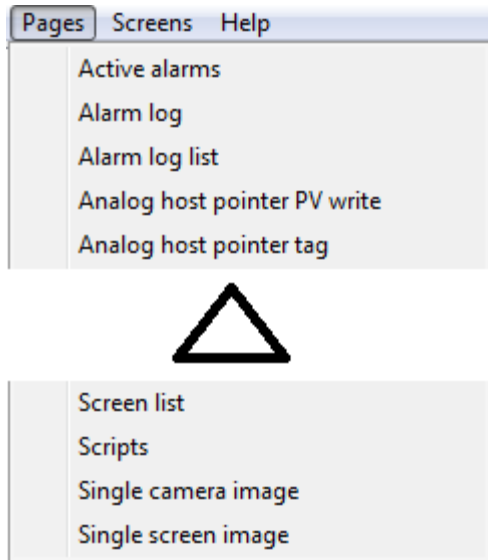 Pages Screens Help
Active alarms
Alarm log
Alarm log list
Analog host pointer PV write
Analog host pointer tag
Screen list
Scripts
Single camera image
Single screen image